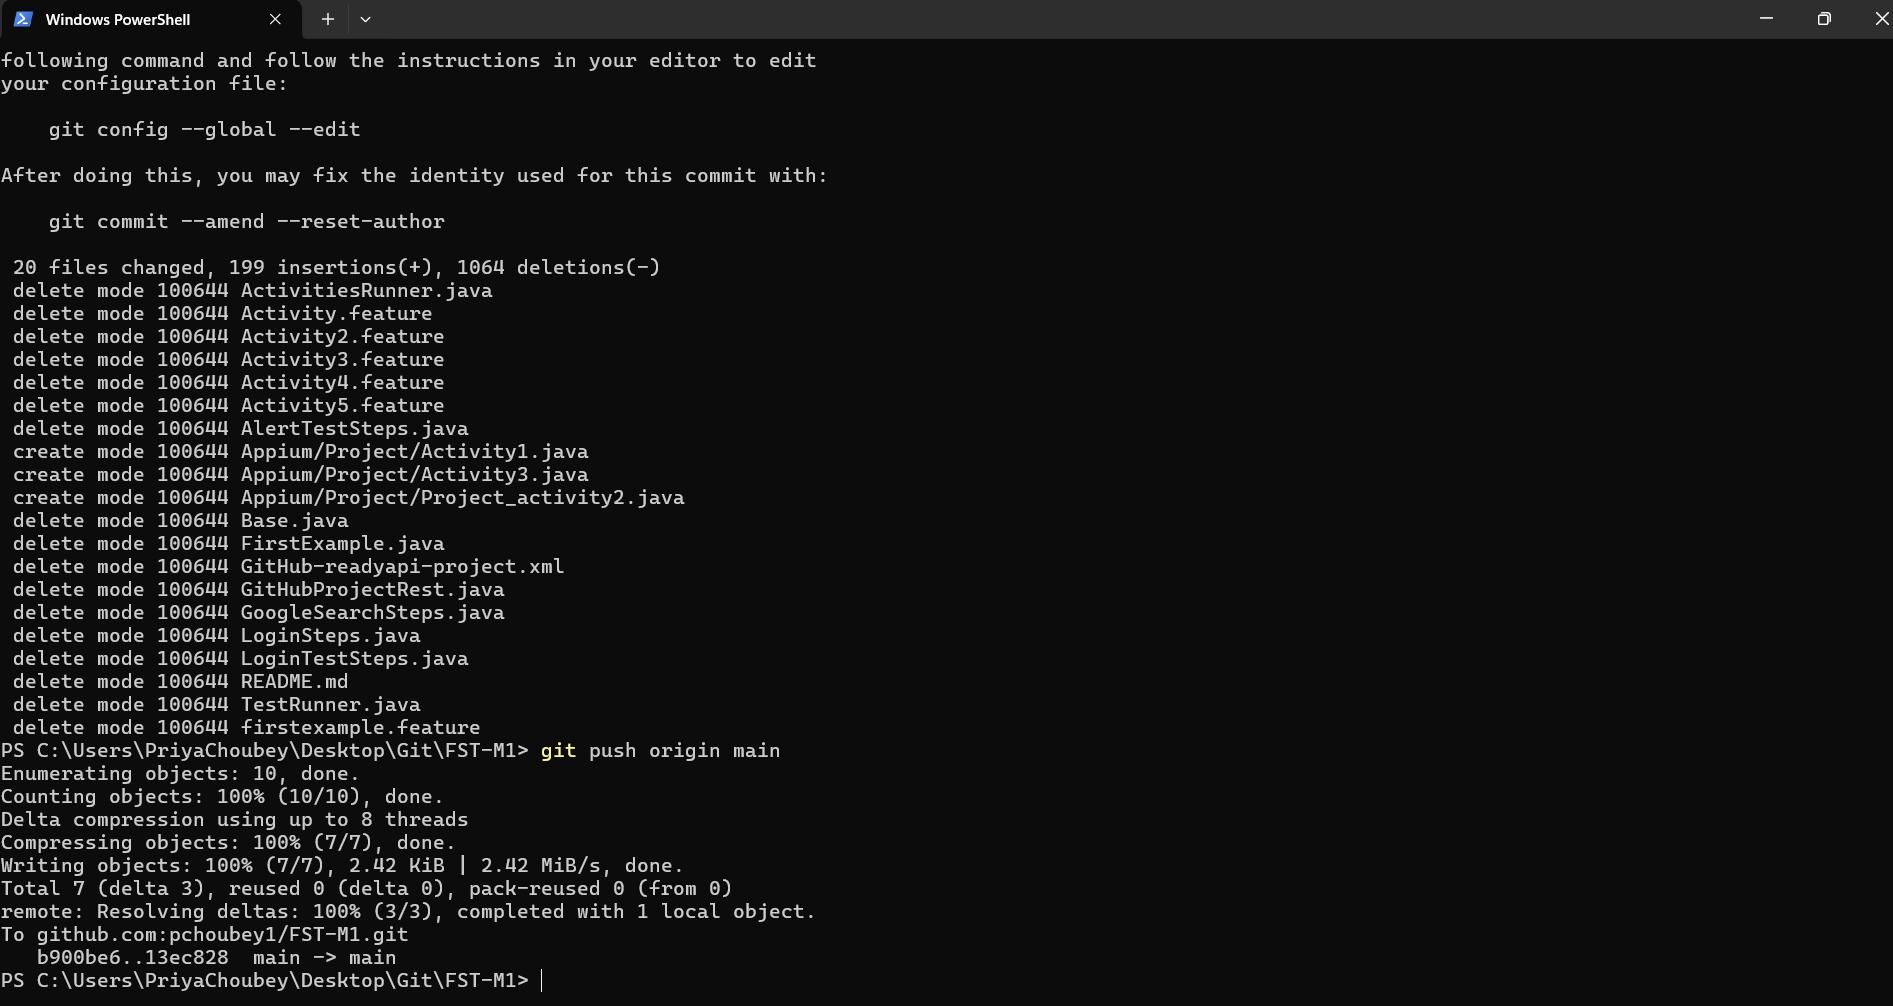 Windows PowerShell
following command and follow the instructions in your editor to edit
your configuration file:
    git config --global --edit
After doing this, you may fix the identity used for this commit with:
    git commit --amend --reset-author
 20 files changed, 199 insertions(+), 1064 deletions(-)
 delete mode 100644 ActivitiesRunner.java
 delete mode 100644 Activity.feature
 delete mode 100644 Activity2.feature
 delete mode 100644 Activity3.feature
 delete mode 100644 Activity4.feature
 delete mode 100644 Activity5.feature
 delete mode 100644 AlertTestSteps.java
 create mode 100644 Appium/Project/Activity1.java
 create mode 100644 Appium/Project/Activity3.java
 create mode 100644 Appium/Project/Project_activity2.java
 delete mode 100644 Base.java
 delete mode 100644 FirstExample.java
 delete mode 100644 GitHub-readyapi-project.xml
 delete mode 100644 GitHubProjectRest.java
 delete mode 100644 GoogleSearchSteps.java
 delete mode 100644 LoginSteps.java
 delete mode 100644 LoginTestSteps.java
 delete mode 100644 README.md
 delete mode 100644 TestRunner.java
 delete mode 100644 firstexample.feature
PS C:\Users\PriyaChoubey\Desktop\Git\FST-M1> git push origin main
Enumerating objects: 10, done.
Counting objects: 100% (10/10), done.
Delta compression using up to 8 threads
Compressing objects: 100% (7/7), done.
Writing objects: 100% (7/7), 2.42 KiB | 2.42 MiB/s, done.
Total 7 (delta 3), reused 0 (delta 0), pack-reused 0 (from 0)
remote: Resolving deltas: 100% (3/3), completed with 1 local object.
To github.com:pchoubey1/FST-M1.git
   b900be6..13ec828  main -> main
PS C:\Users\PriyaChoubey\Desktop\Git\FST-M1>